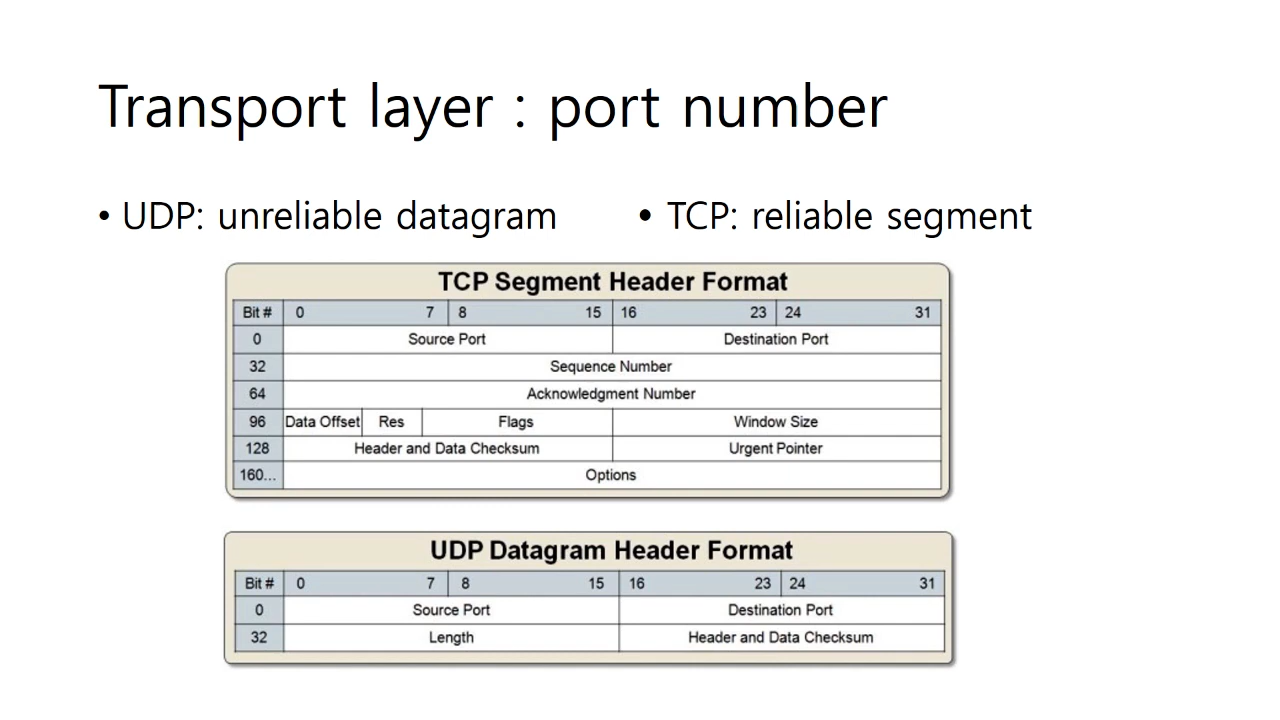 Transport layer : port number
• UDP: unreliable datagram
• TCP: reliable segment
TCP Segment Header Format
Bit # 0 7 8 15 16 23 24 31
0 Source Port Destination Port
32 Sequence Number
64 Acknowledgment Number
96 Data Offset Res Flags Window Size
128 Header and Data Checksum Urgent Pointer
160... Options
UDP Datagram Header Format
Bit # 0 7 8 15 16 23 24 31
0 Source Port Destination Port
32 Length Header and Data Checksum